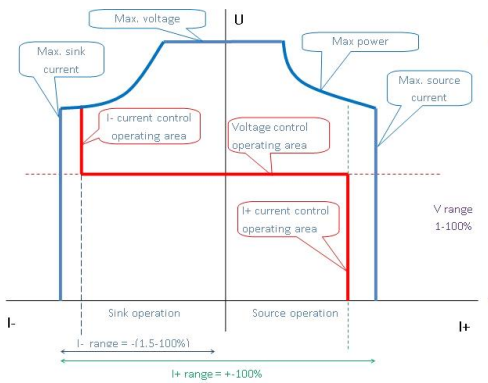 Max. voltage
U
Max. sink
current
Max power
Max. source
current
I- current control
operating area
Voltage control
operating area
I+ current control
operating area
V range
1-100%
Sink operation
Source operation
I-
I+
I- range = -(1.5-100%)
I+ range = +-100%